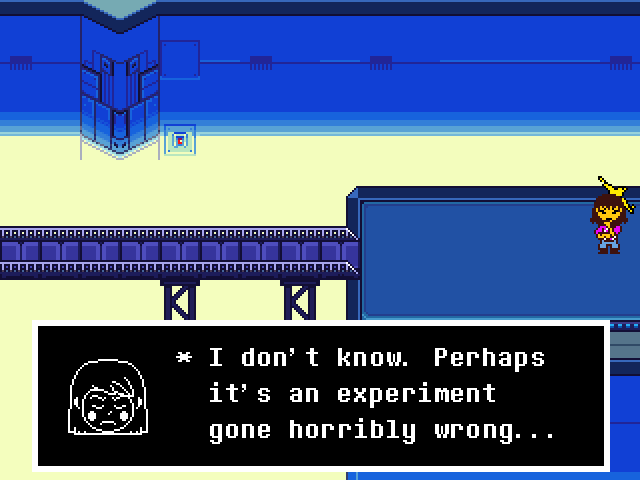 * I don't know. Perhaps
it's an experiment
gone horribly wrong...